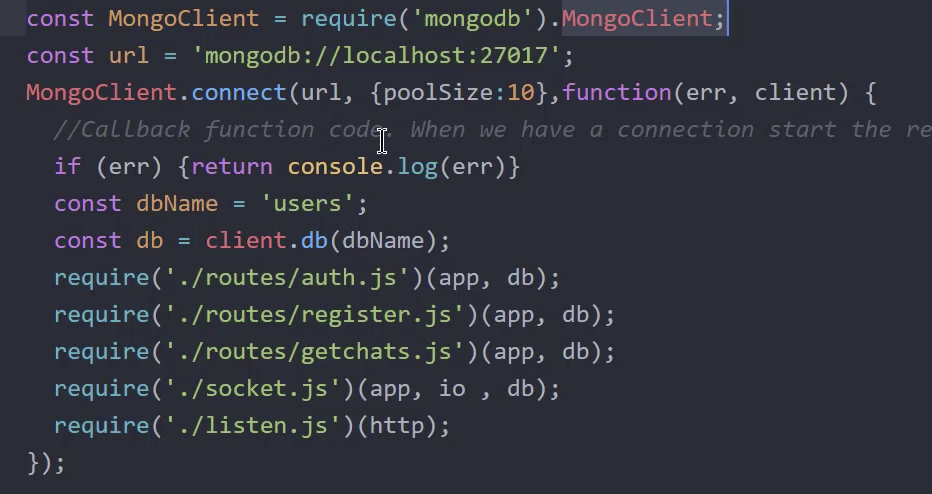 const MongoClient = require('mongodb').MongoClient;
const url = 'mongodb://localhost:27017';
MongoClient.connect(url, {poolSize:10},function(err, client) {
//Callback function code. When we have a connection start the re
if (err) {return console.log(err)}
const dbName = 'users';
const db = client.db(dbName);
require('./routes/auth.js')(app, db);
require('./routes/register.js')(app, db);
require('./routes/getchats.js')(app, db);
require('./socket.js')(app, io , db);
require('./listen.js')(http);
});